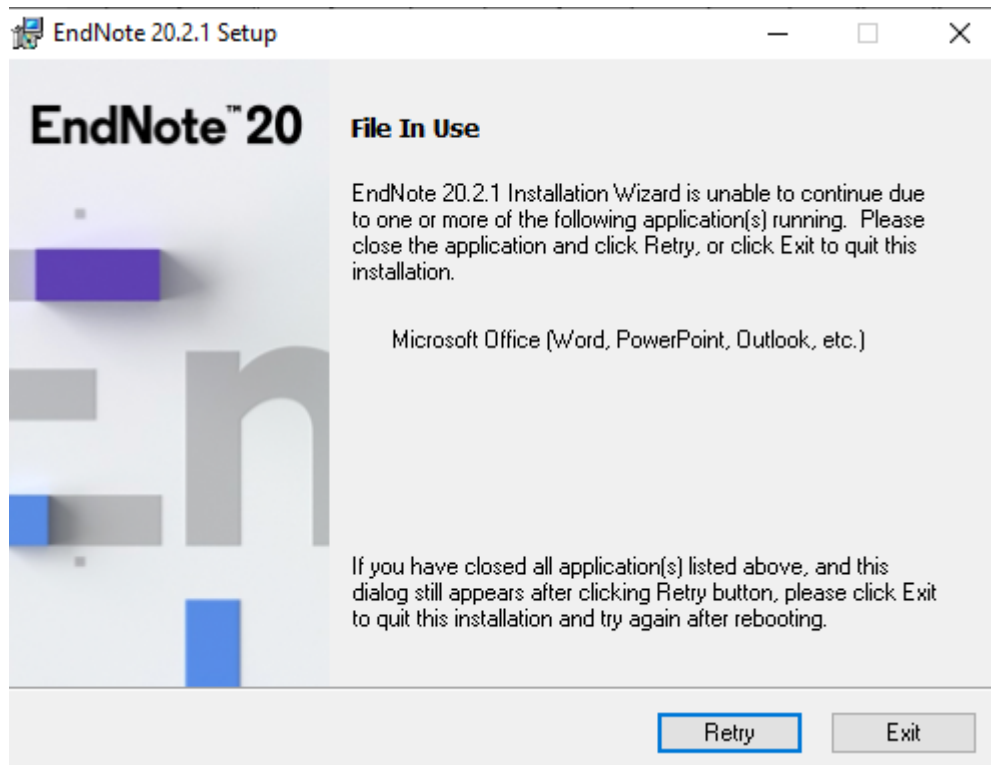 EndNote 20.2.1 Setup
EndNote™20
File In Use
EndNote 20.2.1 Installation Wizard is unable to continue due
to one or more of the following application(s) running.  Please
close the application and click Retry, or click Exit to quit this
installation.
Microsoft Office (Word, PowerPoint, Outlook, etc.)
If you have closed all application(s) listed above, and this
dialog still appears after clicking Retry button, please click Exit
to quit this installation and try again after rebooting.
Retry
Exit